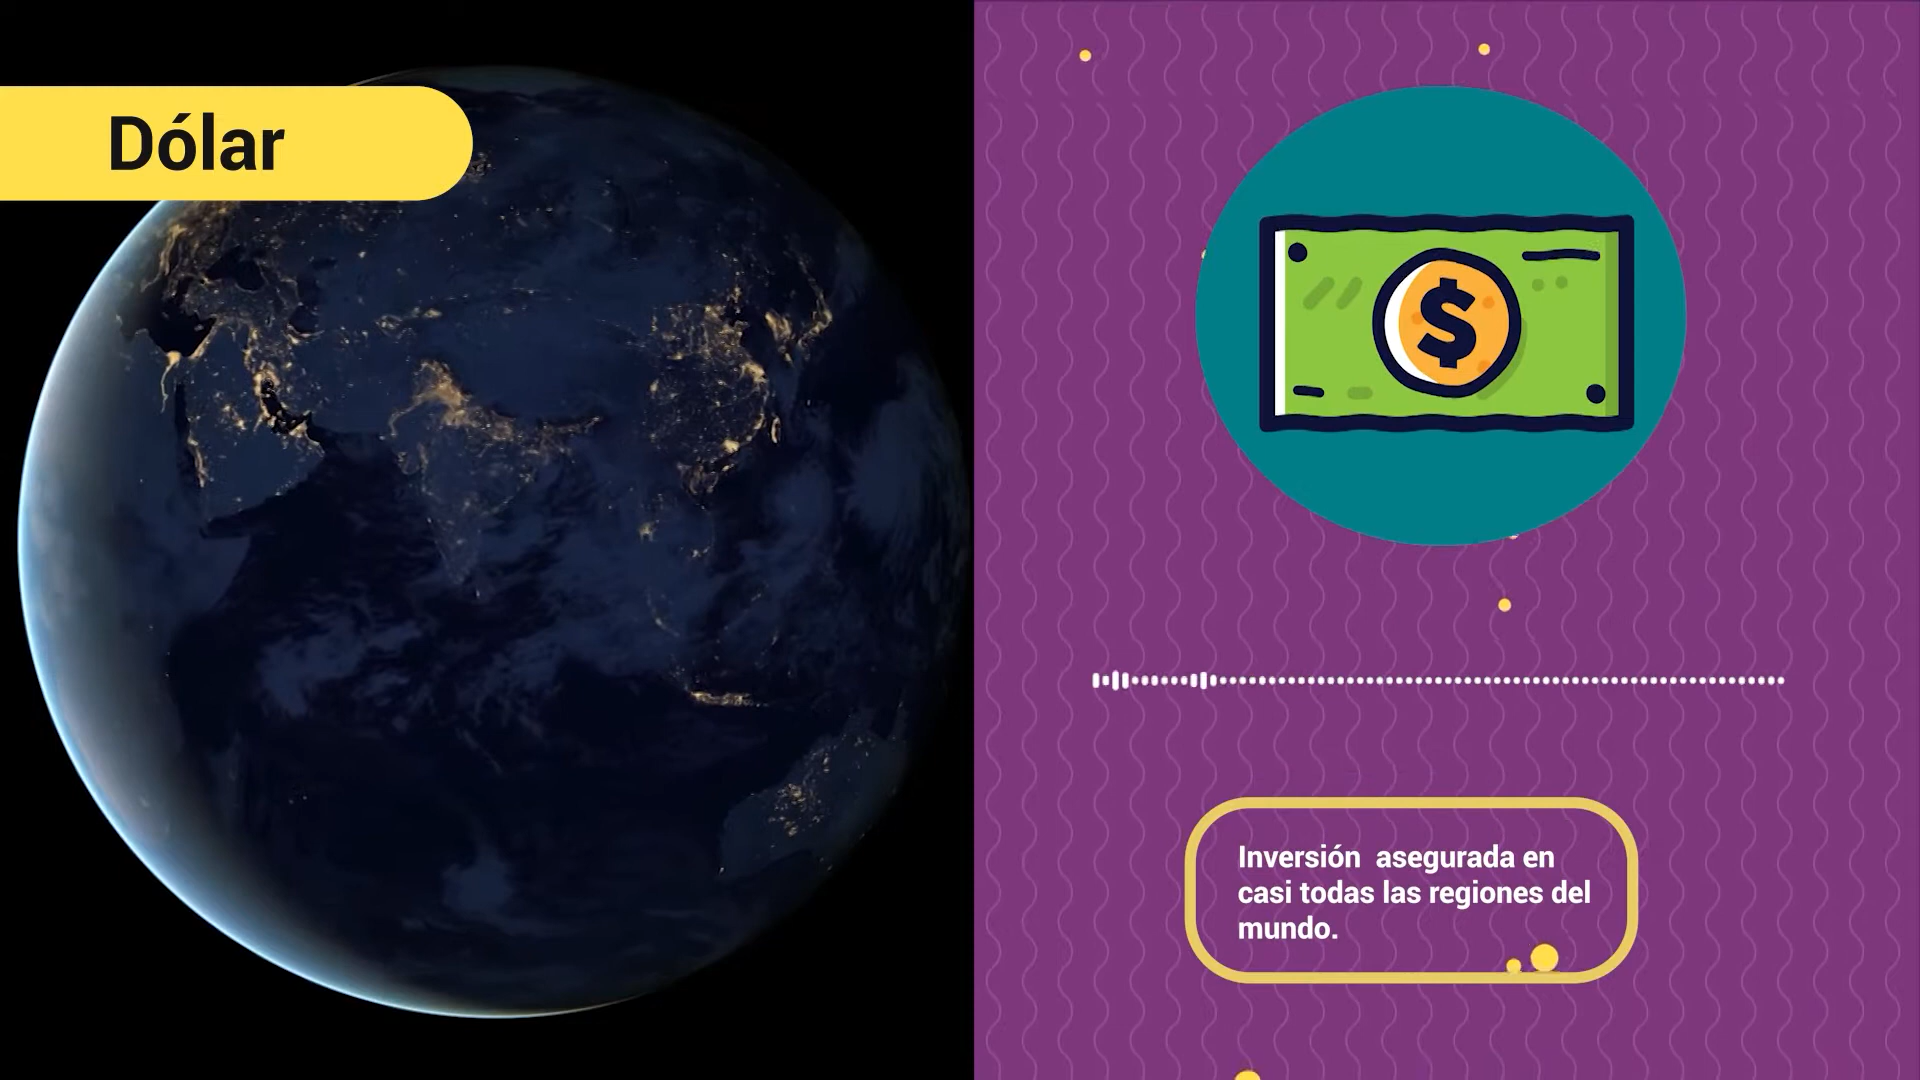 Dólar
$
Inversión  asegurada en
casi todas las regiones del
mundo.